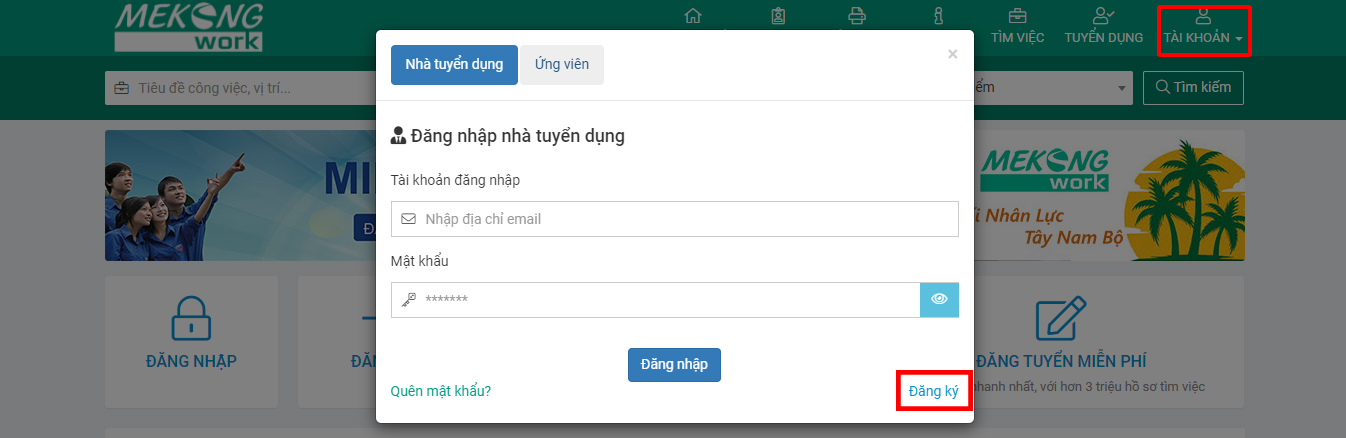 MEKONG
work
TÌM VIỆC
TUYỂN DỤNG
TÀI KHOẢN
Nhà tuyển dụng
Ứng viên
×
Tiêu đề công việc, vị trí...
Tìm kiếm
Đăng nhập nhà tuyển dụng
Tài khoản đăng nhập
Nhập địa chỉ email
Mật khẩu
*******
Đăng nhập
Quên mật khẩu?
Đăng ký
MI
MEKONG
work
Nhân Lực
Tây Nam Bộ
ĐĂNG NHẬP
ĐĂNG TUYỂN MIỄN PHÍ
nhanh nhất, với hơn 3 triệu hồ sơ tìm việc